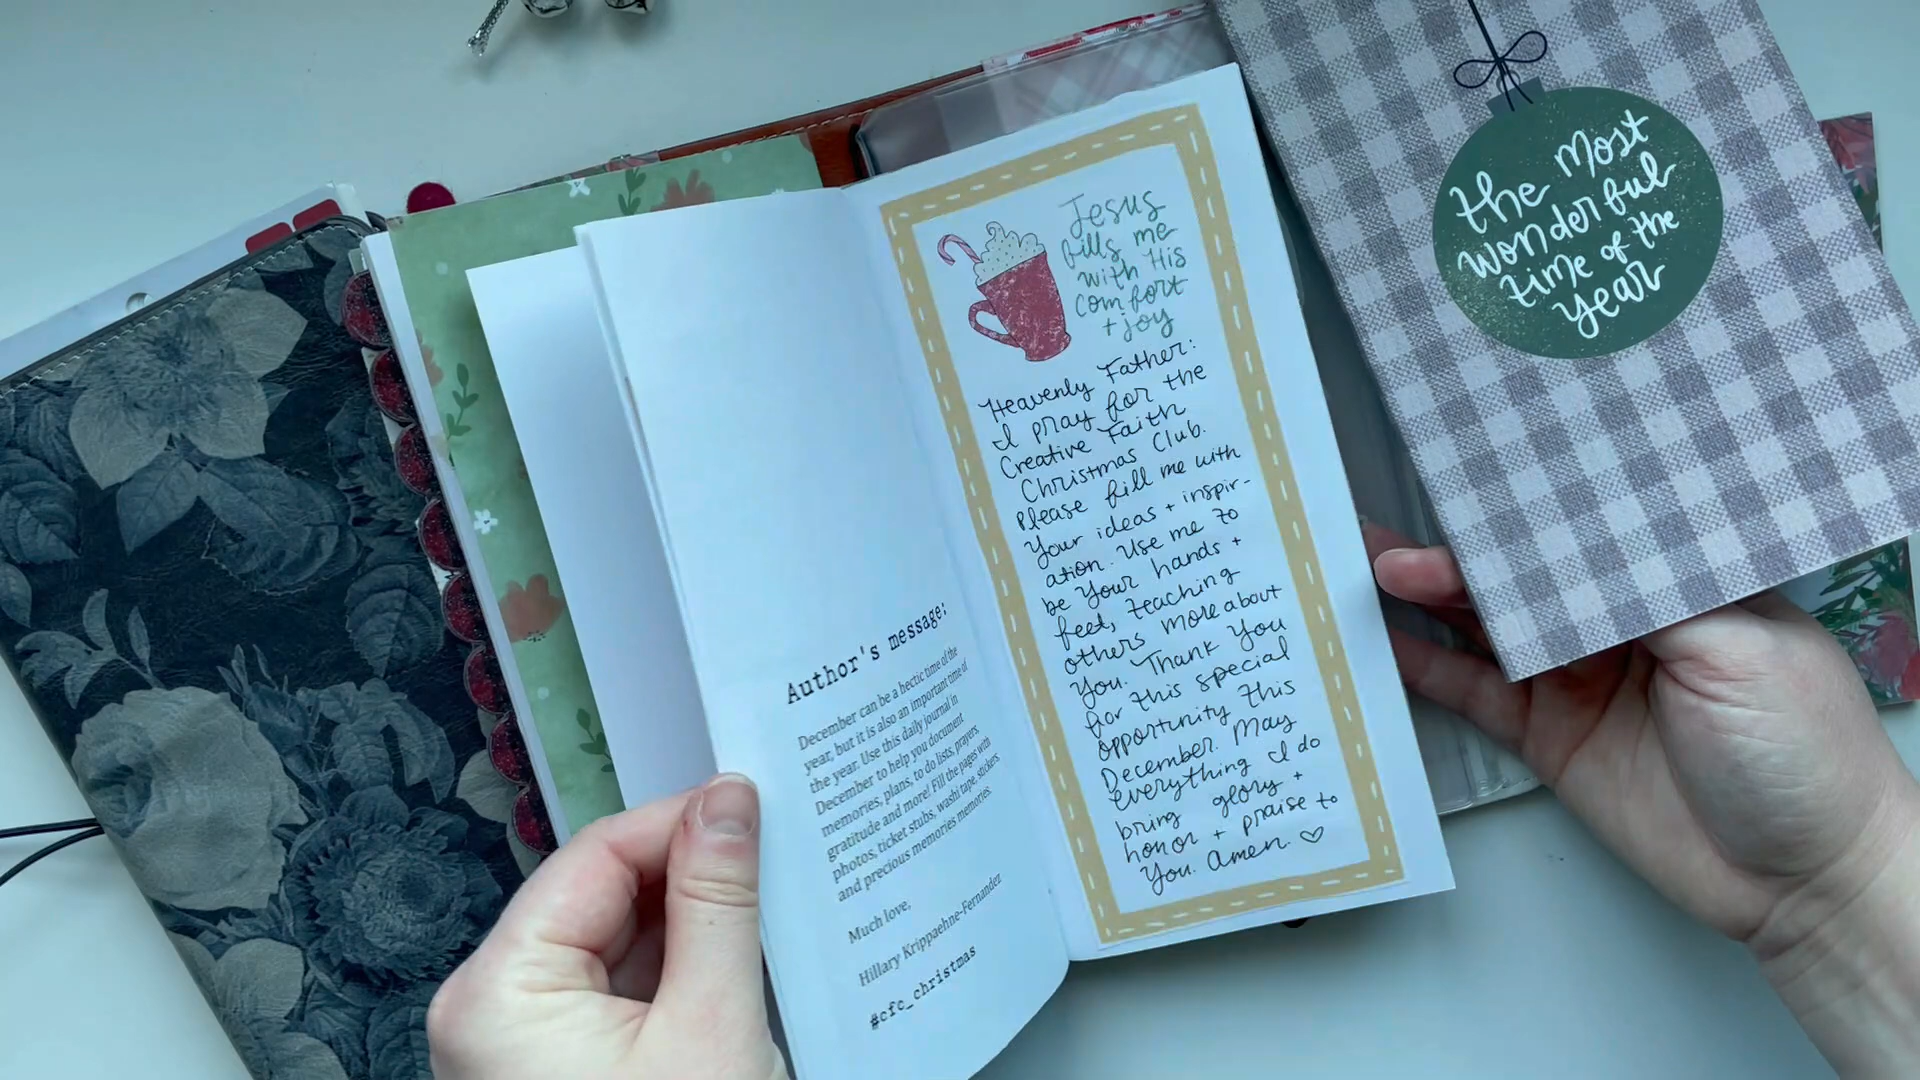 Author's message:
December can be a hectic time of the
year, but it is also an important time of
the year. Use this daily journal in
December to help you document
memories, plans, to do lists, prayers,
gratitude and more! Fill the pages with
photos, ticket stubs, washi tape, stickers
and precious memories memories.
Much love,
Hillary Krippaehne-Fernandez
#cfc_christmas
Jesus
fills me
with His
comfort
+ joy
Heavenly Father:
I pray for the
Creative Faith
Christmas Club.
Please fill me with
Your ideas + inspir-
ation. Use me to
be Your hands +
feet, teaching
others more about
You. Thank You
for this special
opportunity this
December. May
everything I do
bring glory +
honor + praise to
You. Amen. ♡
the Most
wonderful
time of the
year